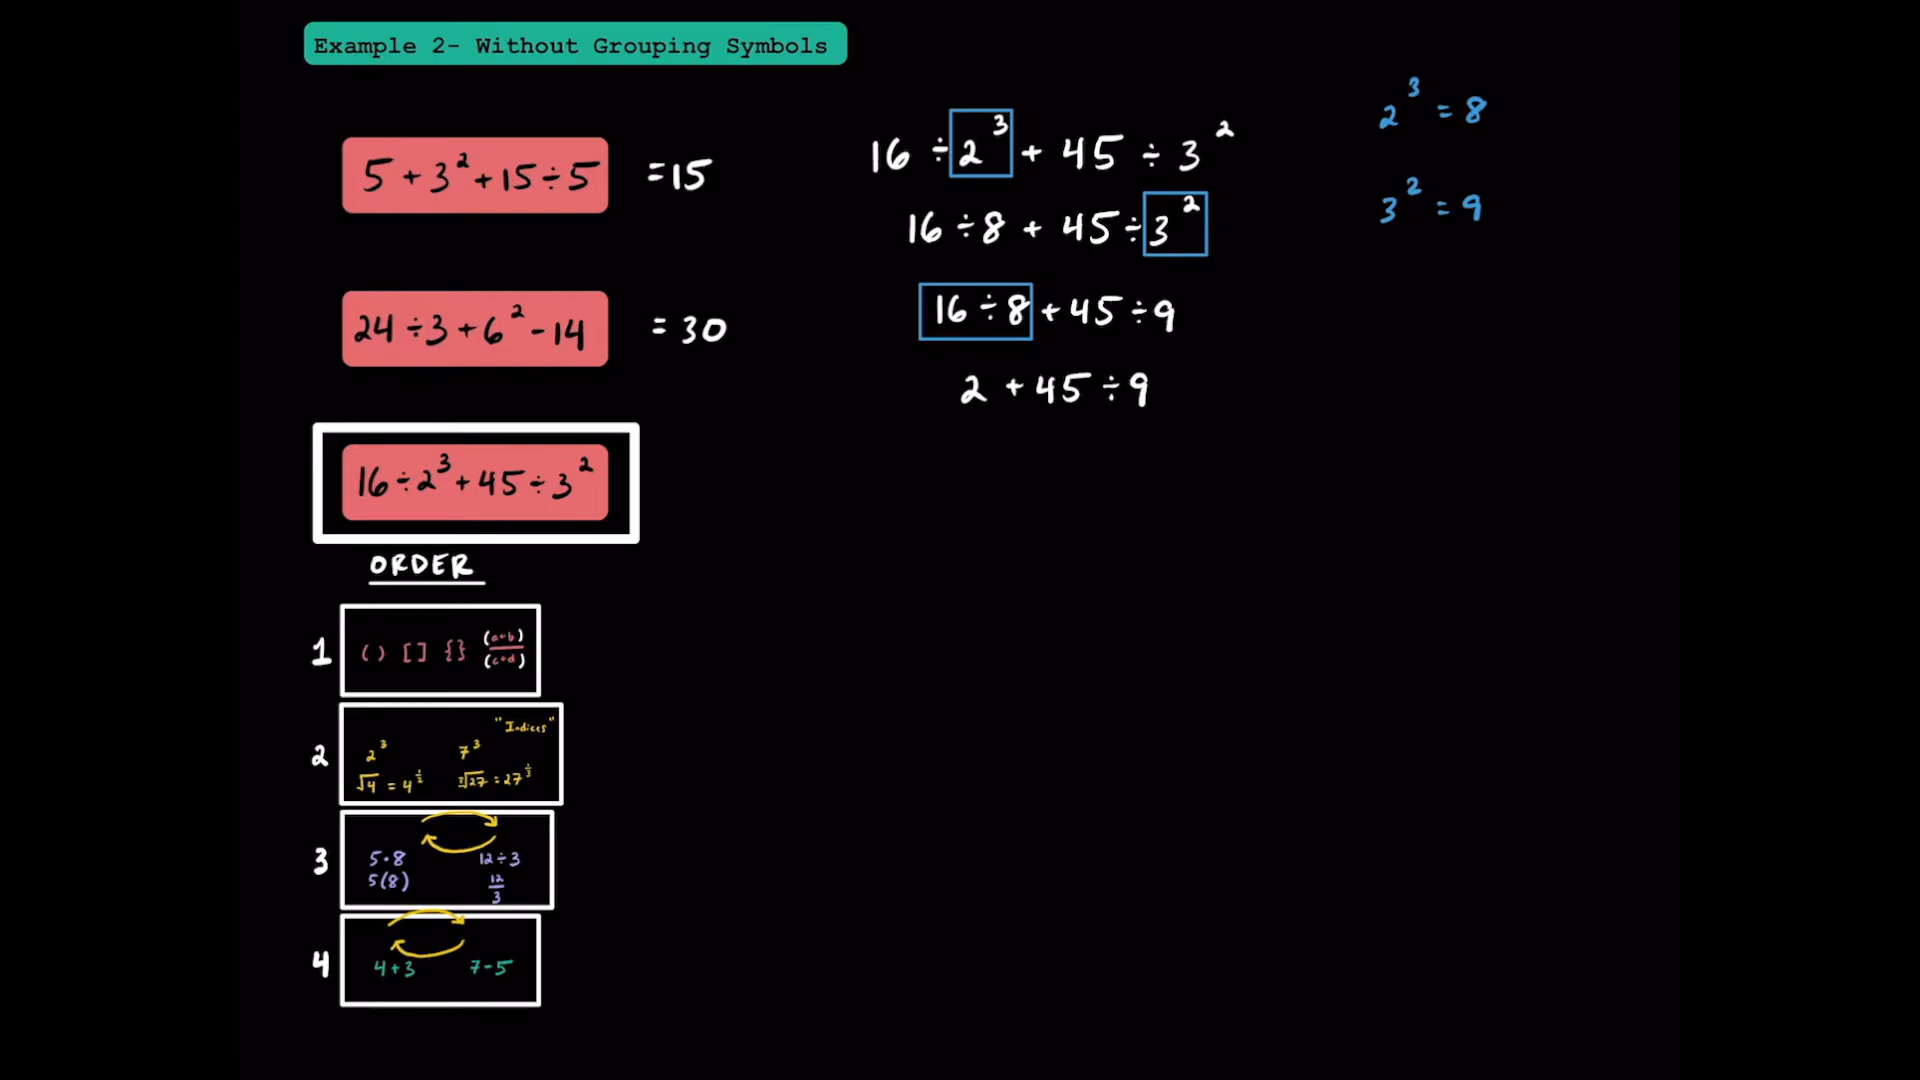 Example 2- Without Grouping Symbols
5 + 3² + 15 ÷ 5 = 15
24 ÷ 3 + 6² - 14 = 30
16 ÷ 2³ + 45 ÷ 3²
ORDER
1 ( ) [ ] { } (a+b)/(c+d)
2 "Indices"
2³ 7³
√4 = 4^½ ∛27 = 27^⅓
3 5·8 12÷3
5(8) 12/3
4 4+3 7-5
16 ÷ 2³ + 45 ÷ 3²
16 ÷ 8 + 45 ÷ 3²
16 ÷ 8 + 45 ÷ 9
2 + 45 ÷ 9
2³ = 8
3² = 9